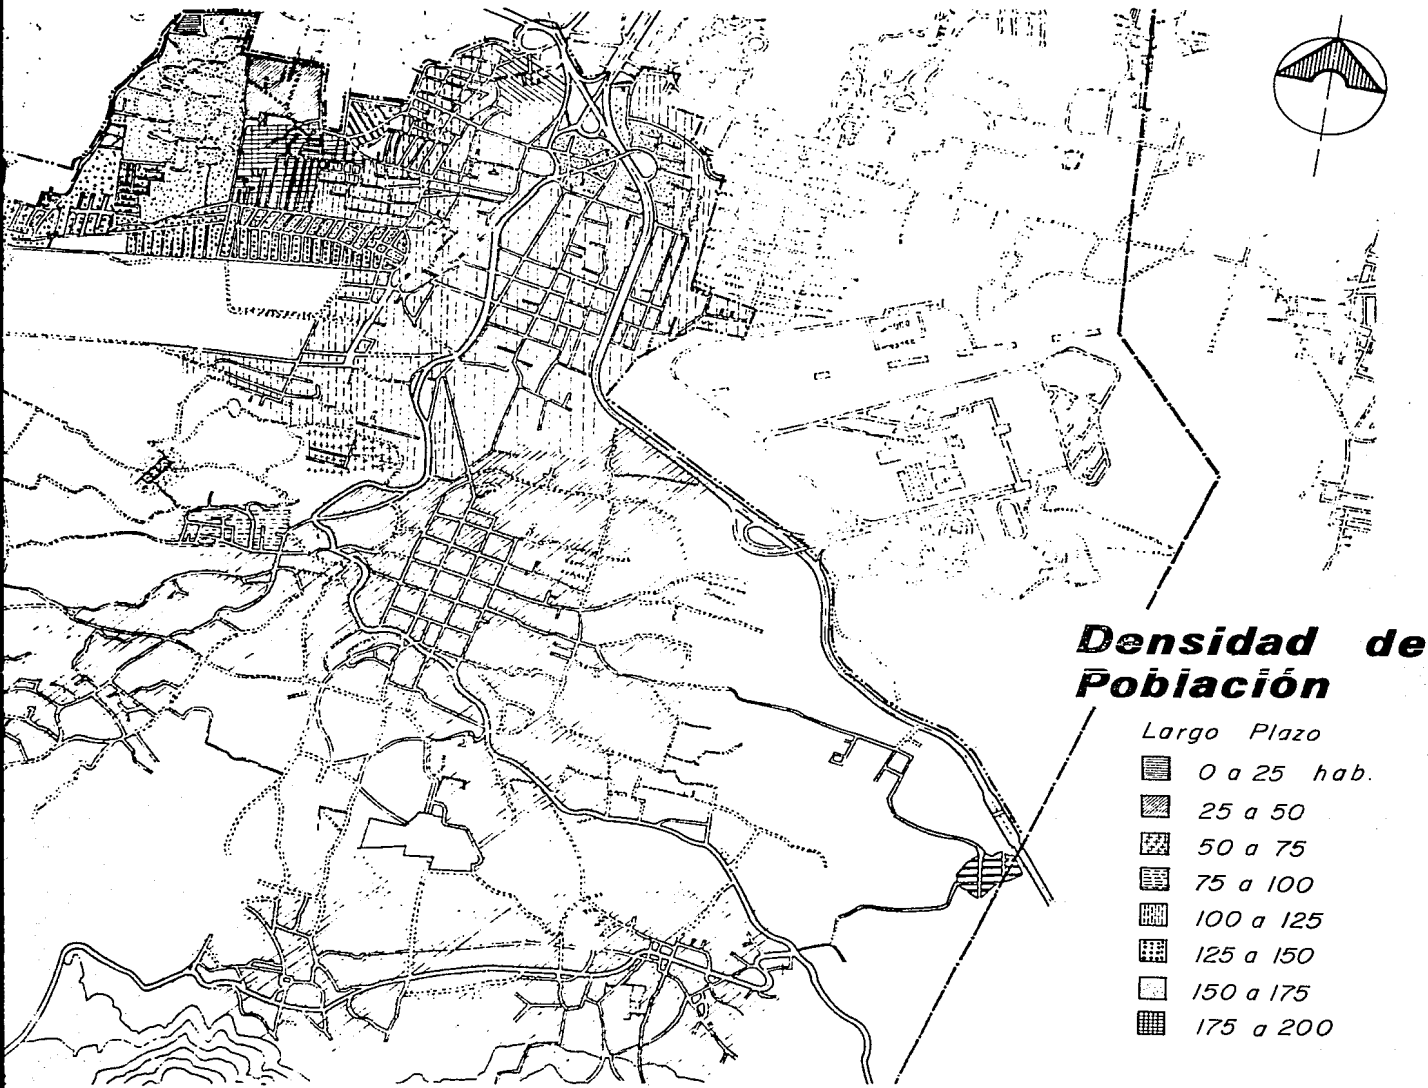 Densidad de
Población
Largo Plazo
0 a 25 hab.
25 a 50
50 a 75
75 a 100
100 a 125
125 a 150
150 a 175
175 a 200